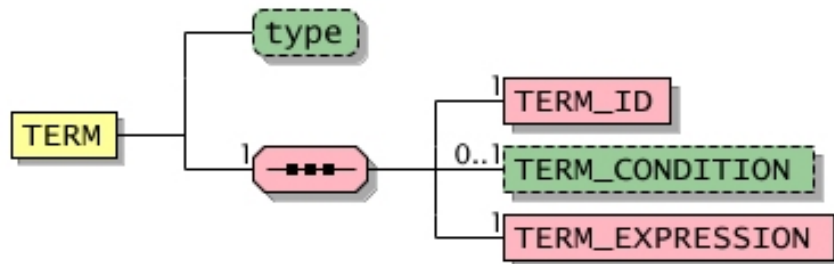 type
TERM
1
1
TERM_ID
0..1
TERM_CONDITION
1
TERM_EXPRESSION